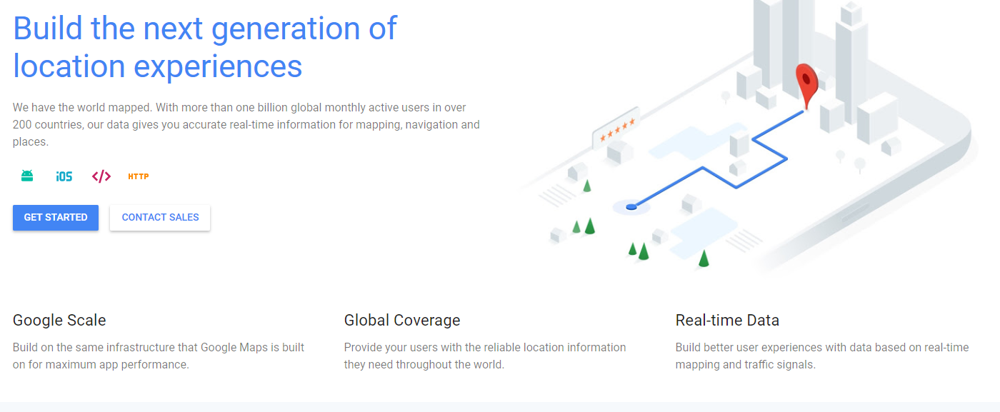 Build the next generation of
location experiences
We have the world mapped. With more than one billion global monthly active users in over
200 countries, our data gives you accurate real-time information for mapping, navigation and
places.
iOS </> HTTP
GET STARTED CONTACT SALES
Google Scale
Build on the same infrastructure that Google Maps is built
on for maximum app performance.
Global Coverage
Provide your users with the reliable location information
they need throughout the world.
Real-time Data
Build better user experiences with data based on real-time
mapping and traffic signals.